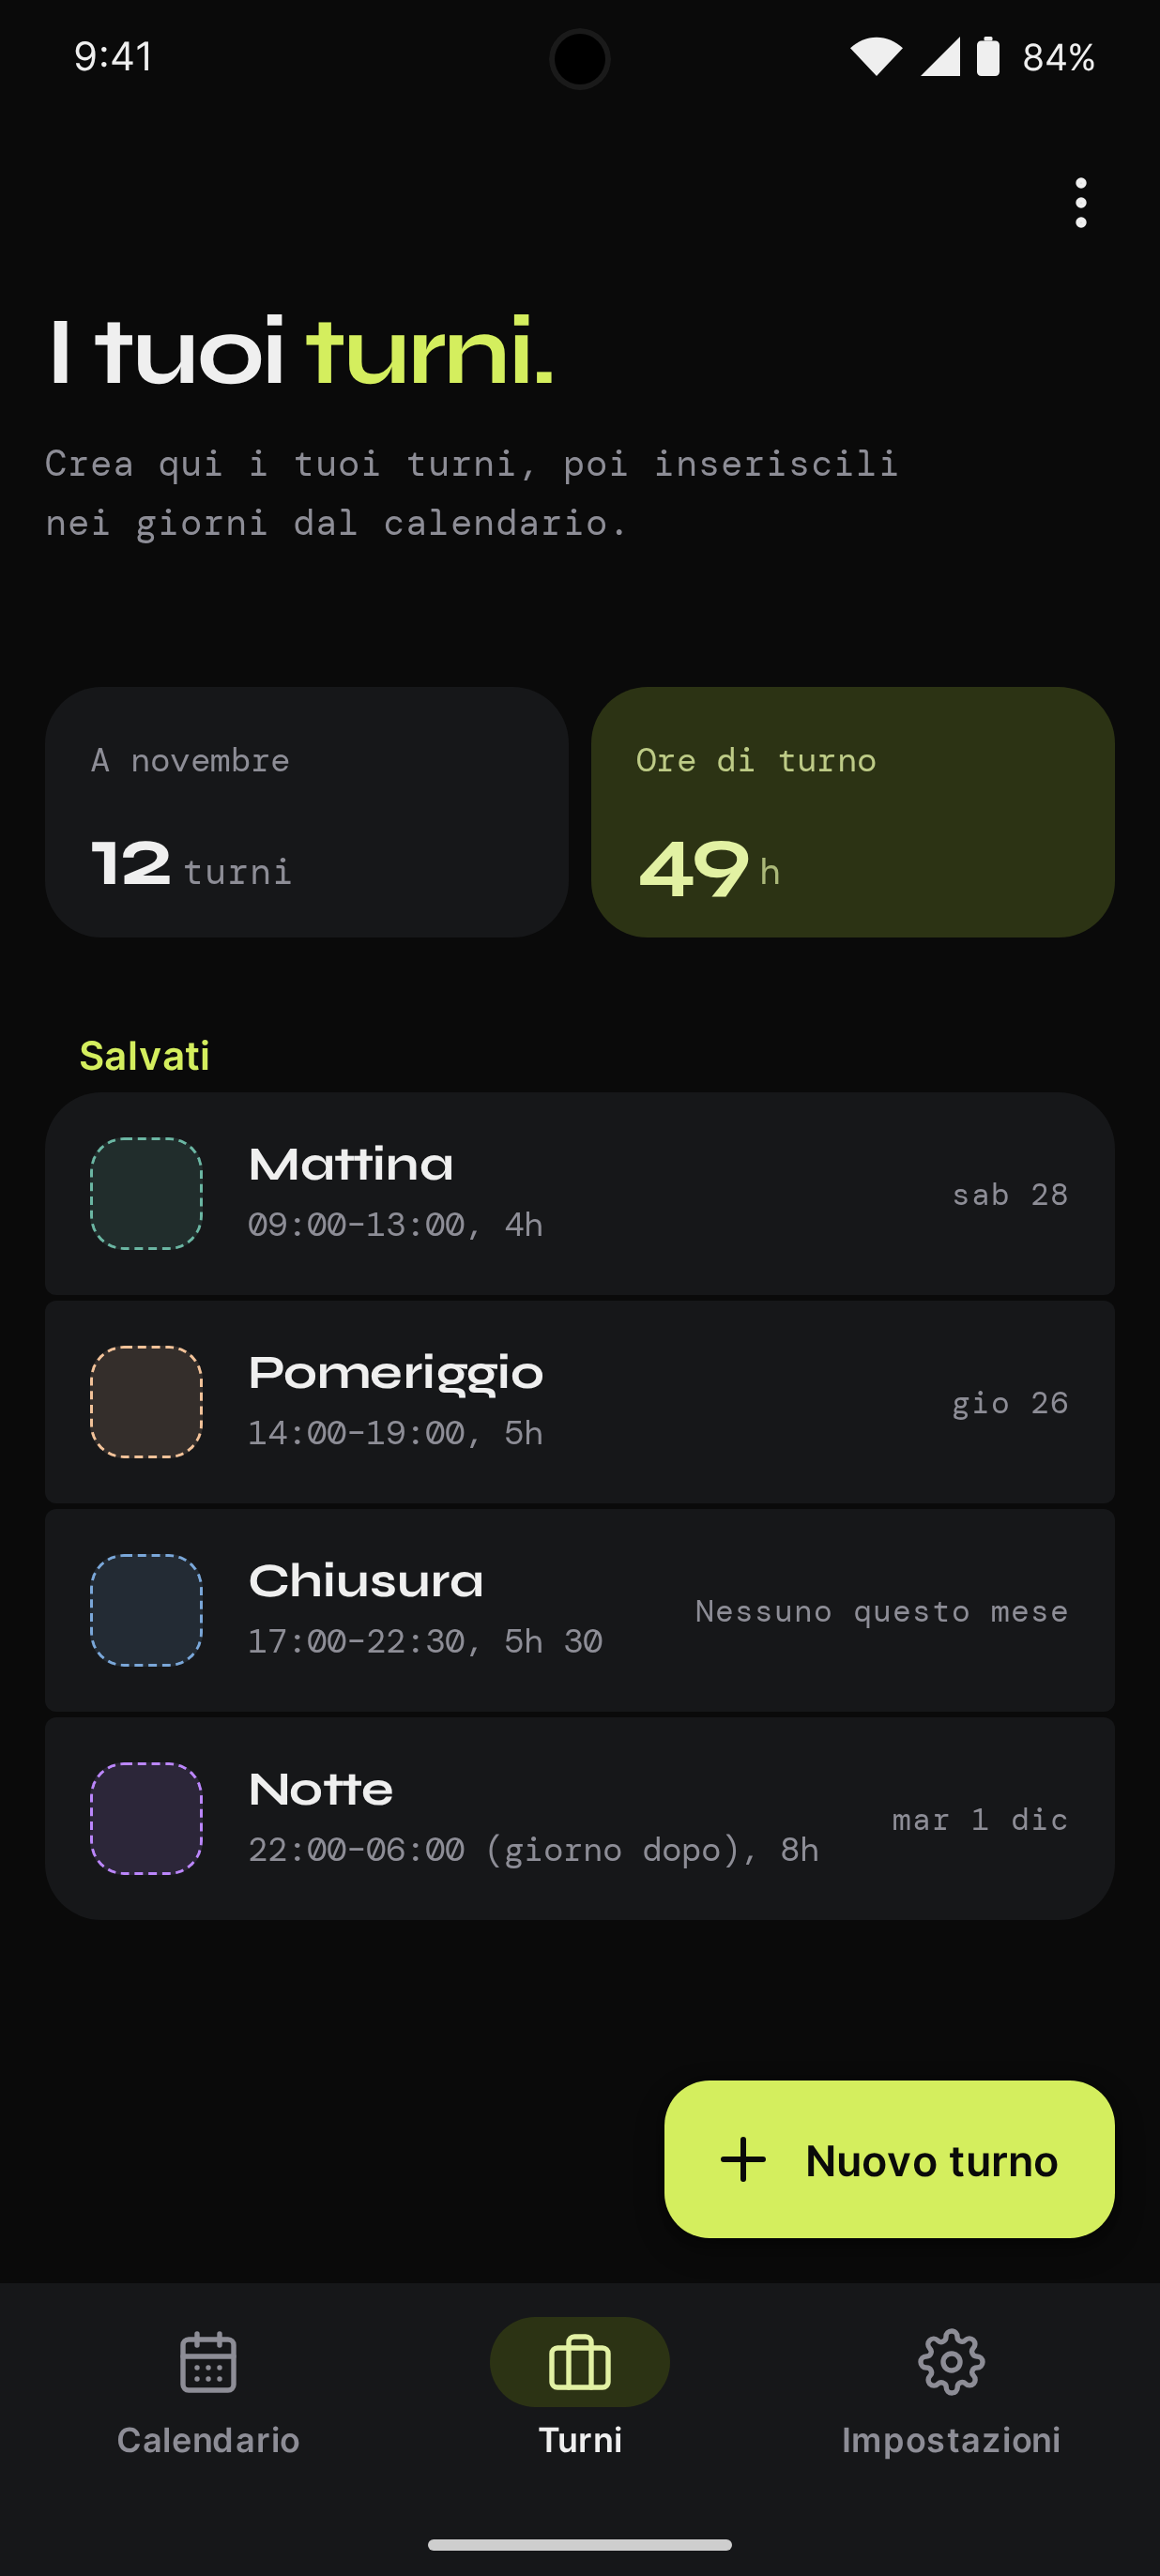 9:41
84%
I tuoi turni.
Crea qui i tuoi turni, poi inseriscili
nei giorni dal calendario.
A novembre
12 turni
Ore di turno
49 h
Salvati
Mattina
09:00–13:00, 4h
sab 28
Pomeriggio
14:00–19:00, 5h
gio 26
Chiusura
17:00–22:30, 5h 30
Nessuno questo mese
Notte
22:00–06:00 (giorno dopo), 8h
mar 1 dic
Nuovo turno
Calendario
Turni
Impostazioni